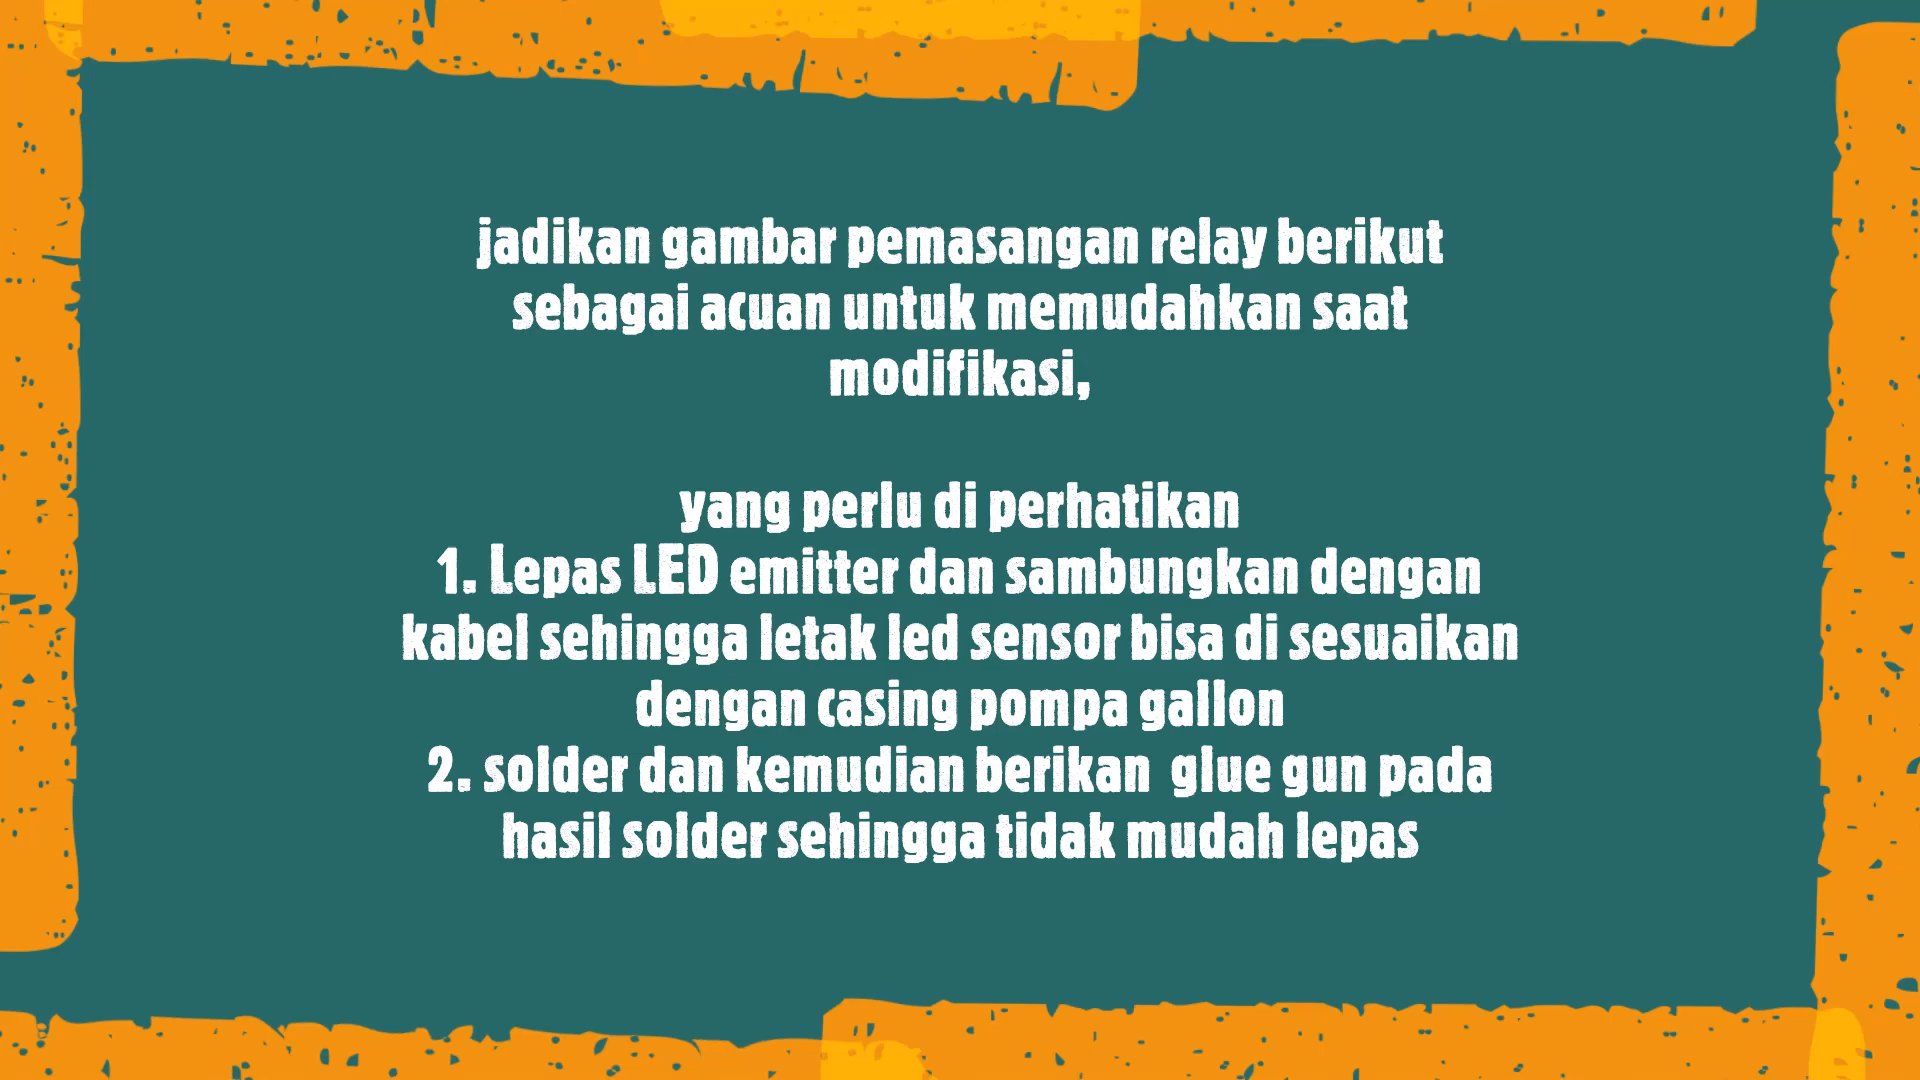 jadikan gambar pemasangan relay berikut
sebagai acuan untuk memudahkan saat
modifikasi,
yang perlu di perhatikan
1. Lepas LED emitter dan sambungkan dengan
kabel sehingga letak led sensor bisa di sesuaikan
dengan casing pompa gallon
2. solder dan kemudian berikan  glue gun pada
hasil solder sehingga tidak mudah lepas